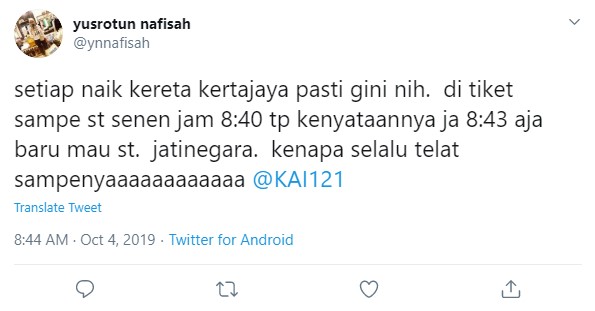 yusrotun nafisah
@ynnafisah
setiap naik kereta kertajaya pasti gini nih.  di tiket
sampe st senen jam 8:40 tp kenyataannya ja 8:43 aja
baru mau st.  jatinegara.  kenapa selalu telat
sampenyaaaaaaaaaaaa @KAI121
Translate Tweet
8:44 AM · Oct 4, 2019 · Twitter for Android